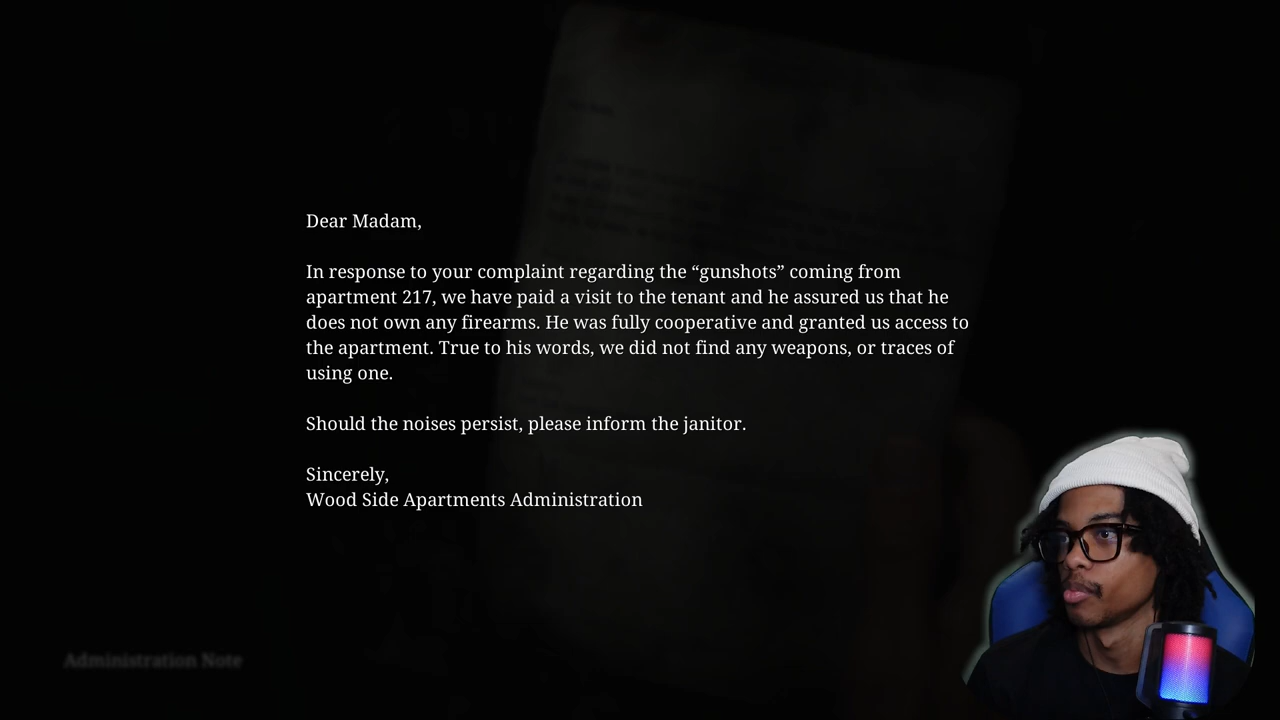 Dear Madam,
In response to your complaint regarding the “gunshots” coming from
apartment 217, we have paid a visit to the tenant and he assured us that he
does not own any firearms. He was fully cooperative and granted us access to
the apartment. True to his words, we did not find any weapons, or traces of
using one.
Should the noises persist, please inform the janitor.
Sincerely,
Wood Side Apartments Administration
Administration Note